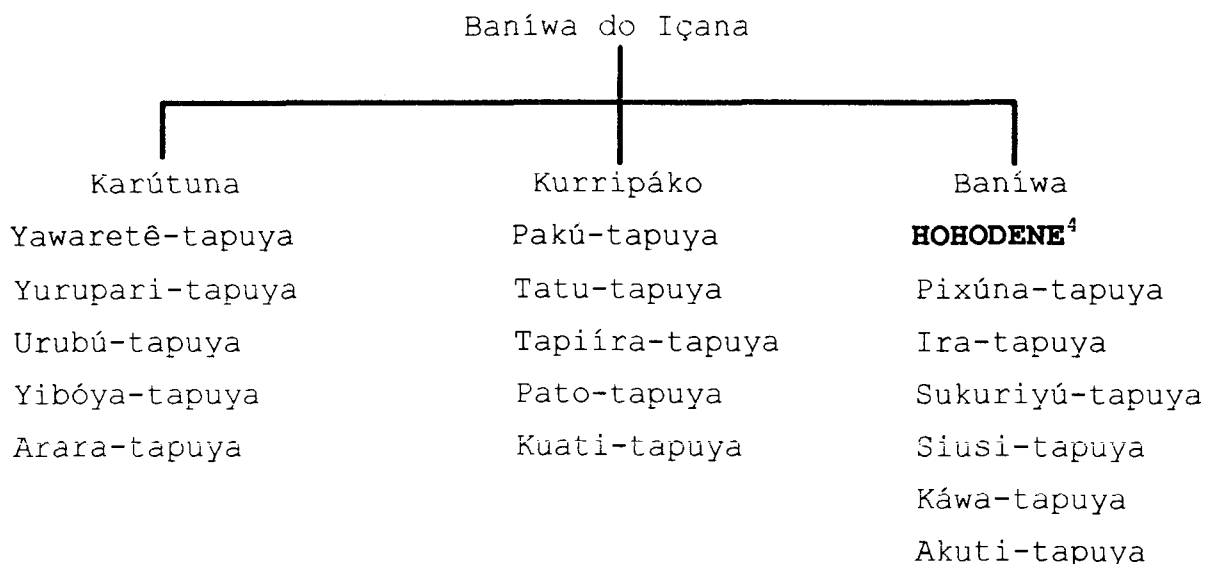 Baníwa do Içana
Karútuna Kurripáko Baníwa
Yawaretê-tapuya Pakú-tapuya HOHODENE⁴
Yurupari-tapuya Tatu-tapuya Pixúna-tapuya
Urubú-tapuya Tapiíra-tapuya Ira-tapuya
Yibóya-tapuya Pato-tapuya Sukuriyú-tapuya
Arara-tapuya Kuati-tapuya Siusi-tapuya
Káwa-tapuya
Akuti-tapuya